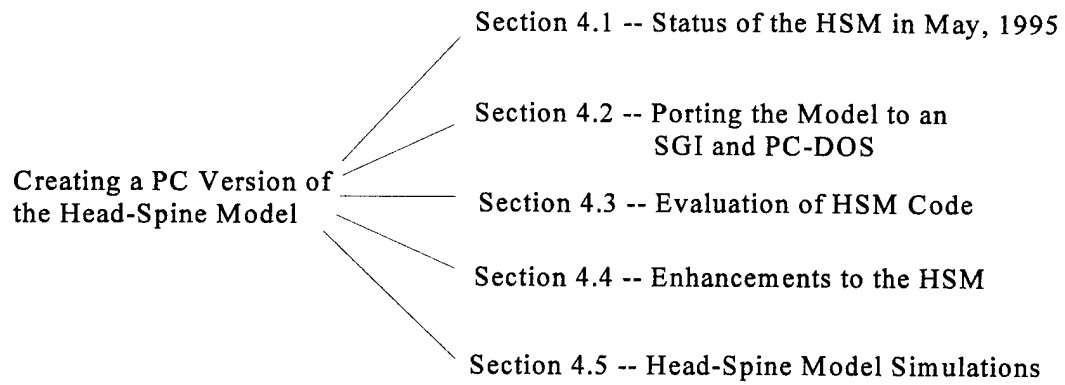 Section 4.1 -- Status of the HSM in May, 1995
Section 4.2 -- Porting the Model to an
SGI and PC-DOS
Creating a PC Version of
the Head-Spine Model
Section 4.3 -- Evaluation of HSM Code
Section 4.4 -- Enhancements to the HSM
Section 4.5 -- Head-Spine Model Simulations